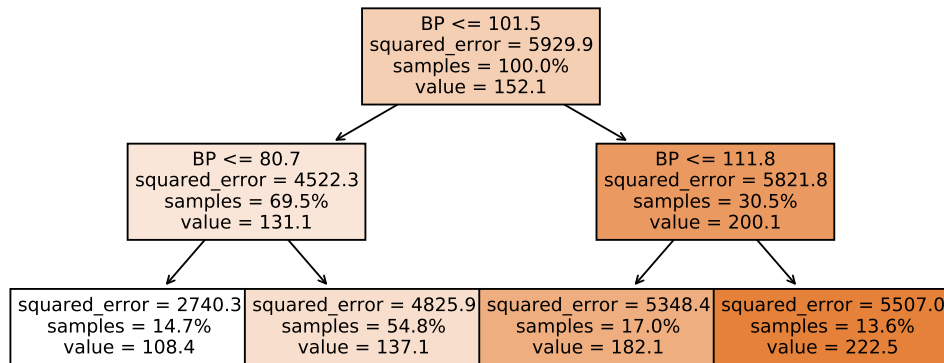 BP <= 101.5
squared_error = 5929.9
samples = 100.0%
value = 152.1
BP <= 80.7
squared_error = 4522.3
samples = 69.5%
value = 131.1
BP <= 111.8
squared_error = 5821.8
samples = 30.5%
value = 200.1
squared_error = 2740.3
samples = 14.7%
value = 108.4
squared_error = 4825.9
samples = 54.8%
value = 137.1
squared_error = 5348.4
samples = 17.0%
value = 182.1
squared_error = 5507.0
samples = 13.6%
value = 222.5